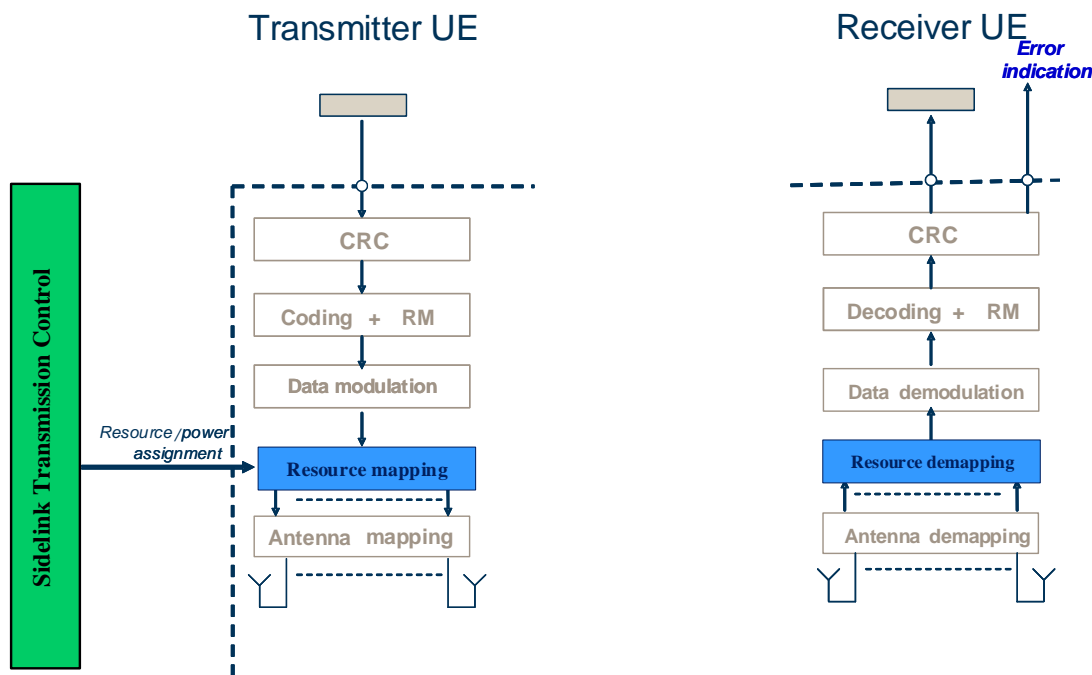 Transmitter UE
Receiver UE
Error
indication
CRC
Coding + RM
Data modulation
Resource /power
assignment
Resource mapping
Antenna mapping
Sidelink Transmission Control
CRC
Decoding + RM
Data demodulation
Resource demapping
Antenna demapping